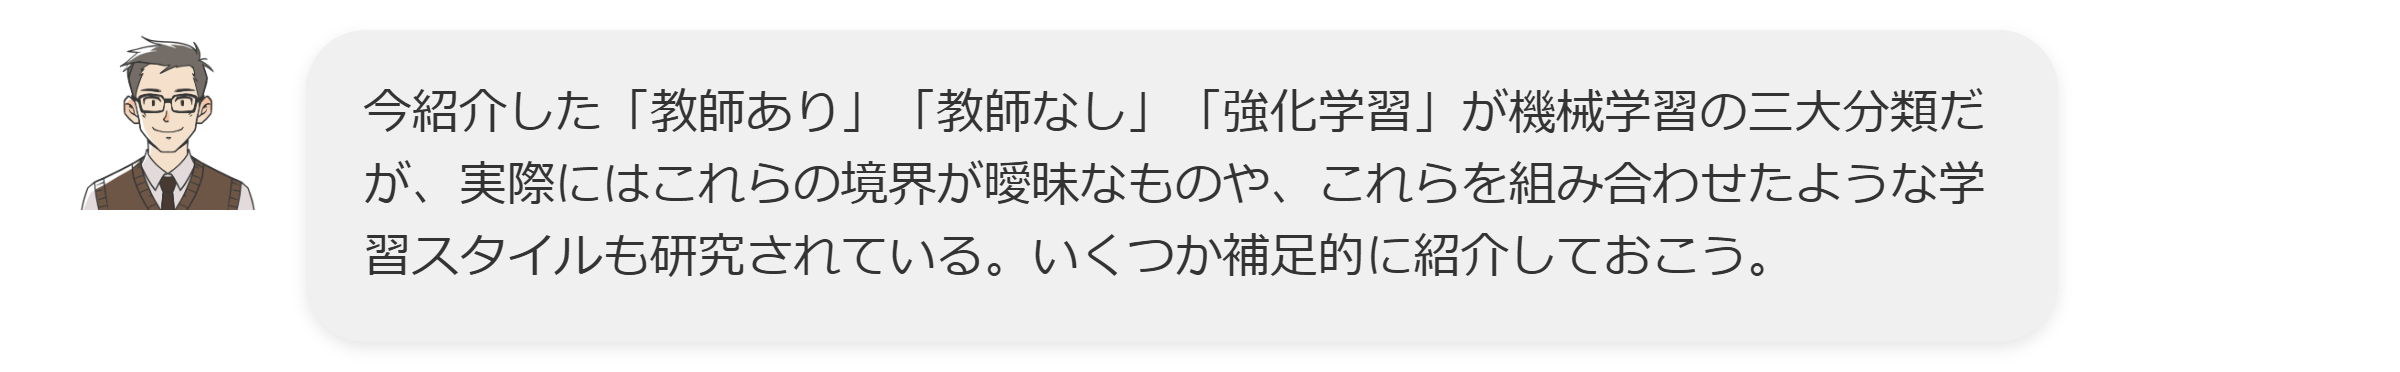 今紹介した「教師あり」「教師なし」「強化学習」が機械学習の三大分類だ
が、実際にはこれらの境界が曖昧なものや、これらを組み合わせたような学
習スタイルも研究されている。いくつか補足的に紹介しておこう。